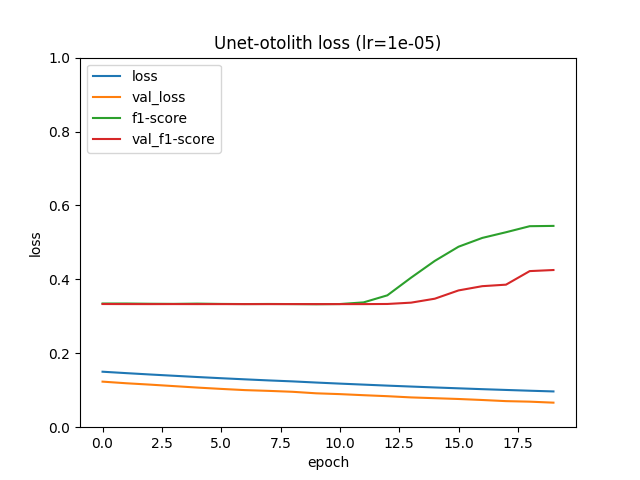 Unet-otolith loss (lr=1e-05)
1.0
0.8
0.6
0.4
0.2
0.0
loss
loss
val_loss
f1-score
val_f1-score
0.0 2.5 5.0 7.5 10.0 12.5 15.0 17.5
epoch